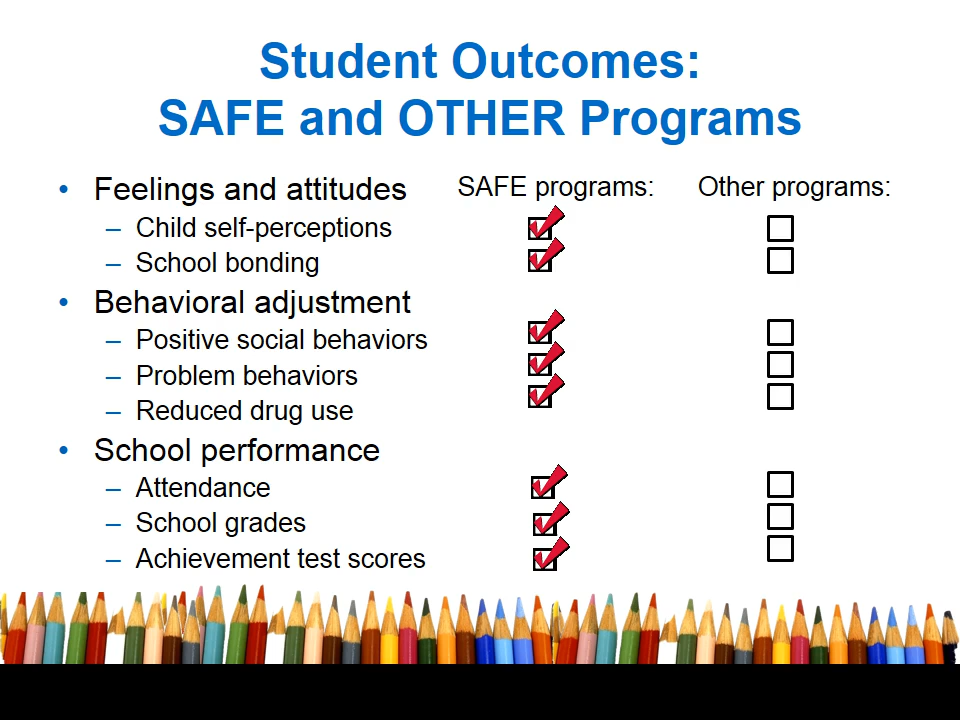 Student Outcomes:
SAFE and OTHER Programs
• Feelings and attitudes SAFE programs: Other programs:
– Child self-perceptions
– School bonding
• Behavioral adjustment
– Positive social behaviors
– Problem behaviors
– Reduced drug use
• School performance
– Attendance
– School grades
– Achievement test scores